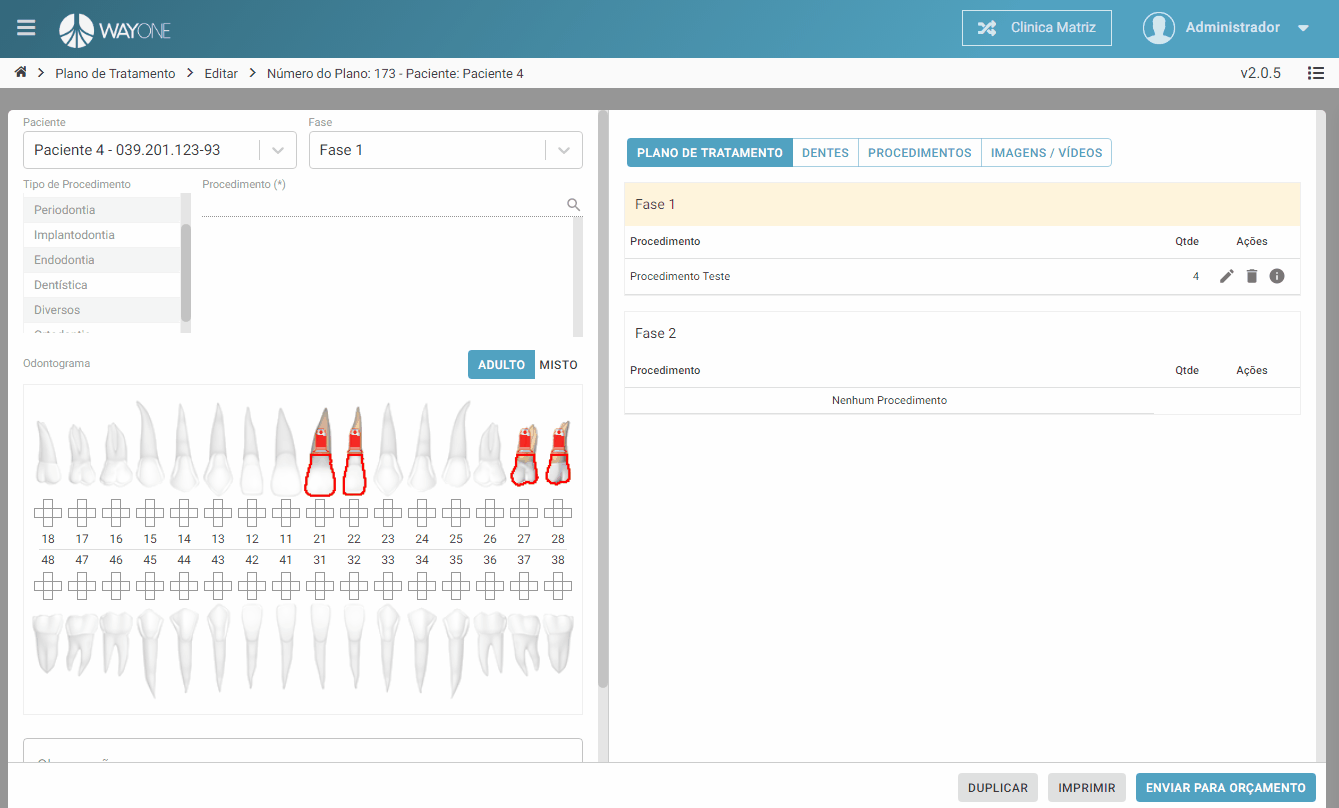 WAYONE
Clinica Matriz
Administrador
Plano de Tratamento
Editar
Número do Plano: 173 - Paciente: Paciente 4
v2.0.5
Paciente
Fase
Paciente 4 - 039.201.123-93
Fase 1
Tipo de Procedimento
Procedimento (*)
Periodontia
Implantodontia
Endodontia
Dentística
Diversos
Odontograma
ADULTO MISTO
18 17 16 15 14 13 12 11 21 22 23 24 25 26 27 28
48 47 46 45 44 43 42 41 31 32 33 34 35 36 37 38
PLANO DE TRATAMENTO DENTES PROCEDIMENTOS IMAGENS / VÍDEOS
Fase 1
Procedimento Qtde Ações
Procedimento Teste 4
Fase 2
Procedimento Qtde Ações
Nenhum Procedimento
DUPLICAR IMPRIMIR ENVIAR PARA ORÇAMENTO